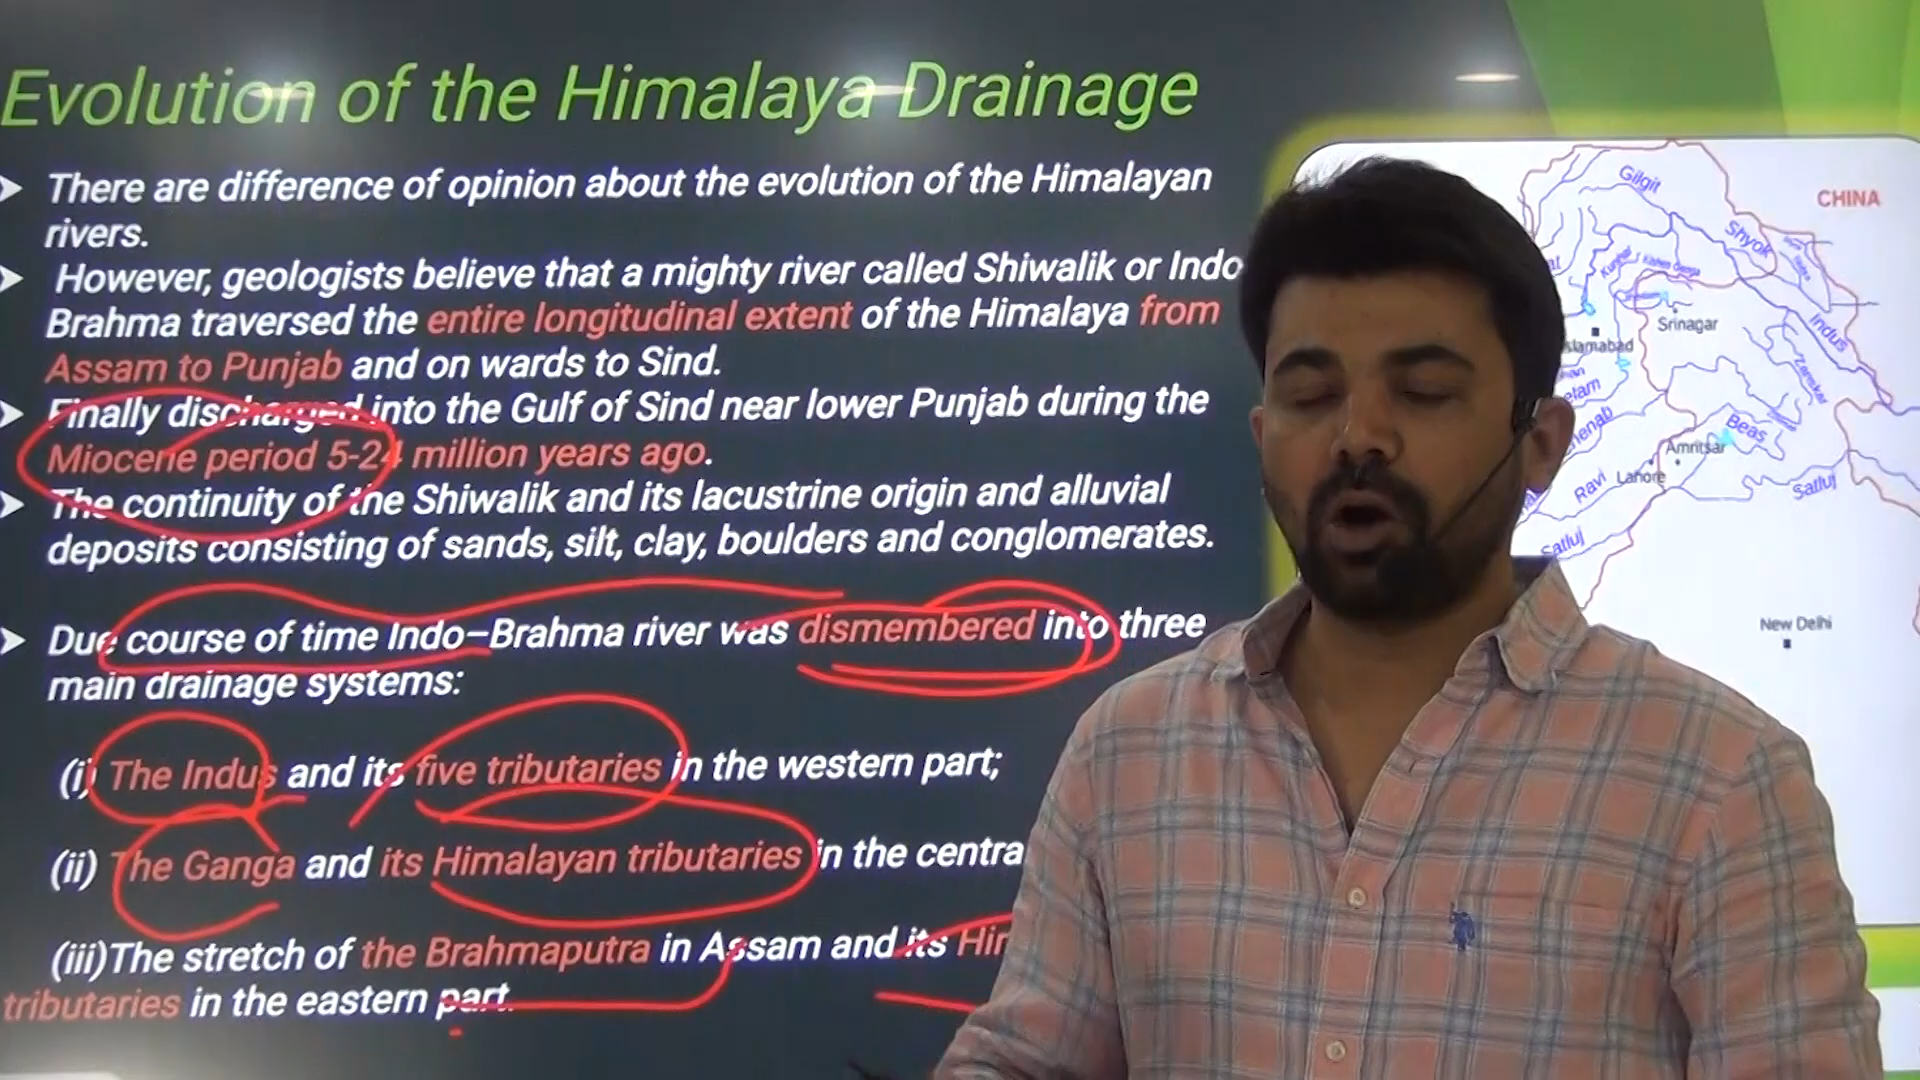 Evolution of the Himalaya Drainage
➤ There are difference of opinion about the evolution of the Himalayan
rivers.
➤ However, geologists believe that a mighty river called Shiwalik or Indo
Brahma traversed the entire longitudinal extent of the Himalaya from
Assam to Punjab and on wards to Sind.
➤ Finally discharged into the Gulf of Sind near lower Punjab during the
Miocene period 5-24 million years ago.
➤ The continuity of the Shiwalik and its lacustrine origin and alluvial
deposits consisting of sands, silt, clay, boulders and conglomerates.
➤ Due course of time Indo–Brahma river was dismembered into three
main drainage systems:
(i) The Indus and its five tributaries in the western part;
(ii) The Ganga and its Himalayan tributaries in the centra
(iii)The stretch of the Brahmaputra in Assam and its Him
tributaries in the eastern part.
Gilgit
CHINA
Shyok
Srinagar
Indus
slamabad
Zanskar
elam
henab
Beas
Amritsar
Ravi
Lahore
Satluj
Satluj
New Delhi